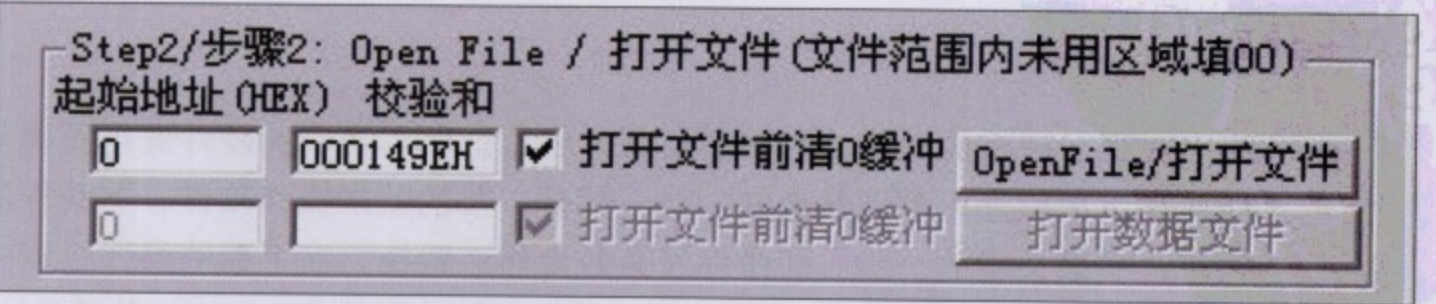 Step2/步骤2: Open File / 打开文件(文件范围内未用区域填00)
起始地址(HEX) 校验和
0 000149EH 打开文件前清0缓冲 OpenFile/打开文件
0 打开文件前清0缓冲 打开数据文件